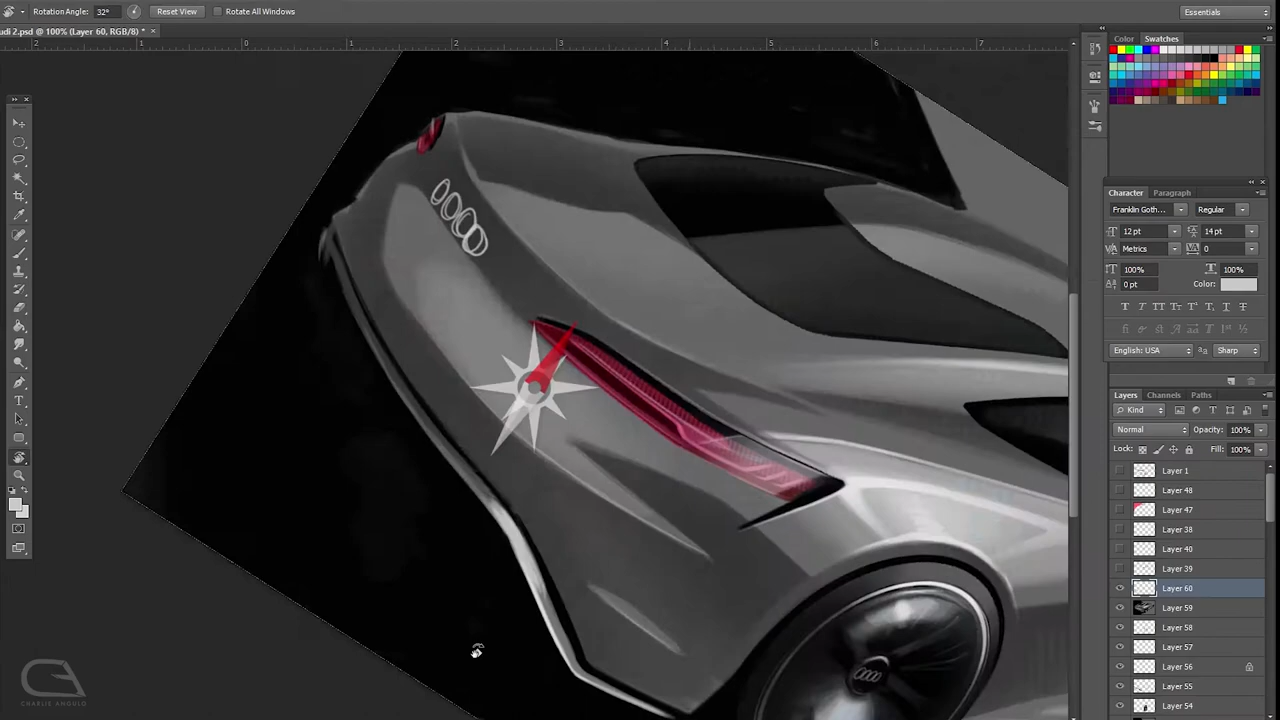 Rotation Angle: 32° Reset View Rotate All Windows Essentials
udi 2.psd @ 100% (Layer 60, RGB/8) * ×
2 1 0 1 2 3 4 5 6 7
Color Swatches
Character Paragraph
Franklin Goth... Regular
12 pt 14 pt
Metrics 0
100% 100%
0 pt Color:
English: USA Sharp
Layers Channels Paths
Kind
Normal Opacity: 100%
Lock: Fill: 100%
Layer 1
Layer 48
Layer 47
Layer 38
Layer 40
Layer 39
Layer 60
Layer 59
Layer 58
Layer 57
Layer 56
Layer 55
Layer 54
CHARLIE ANGULO